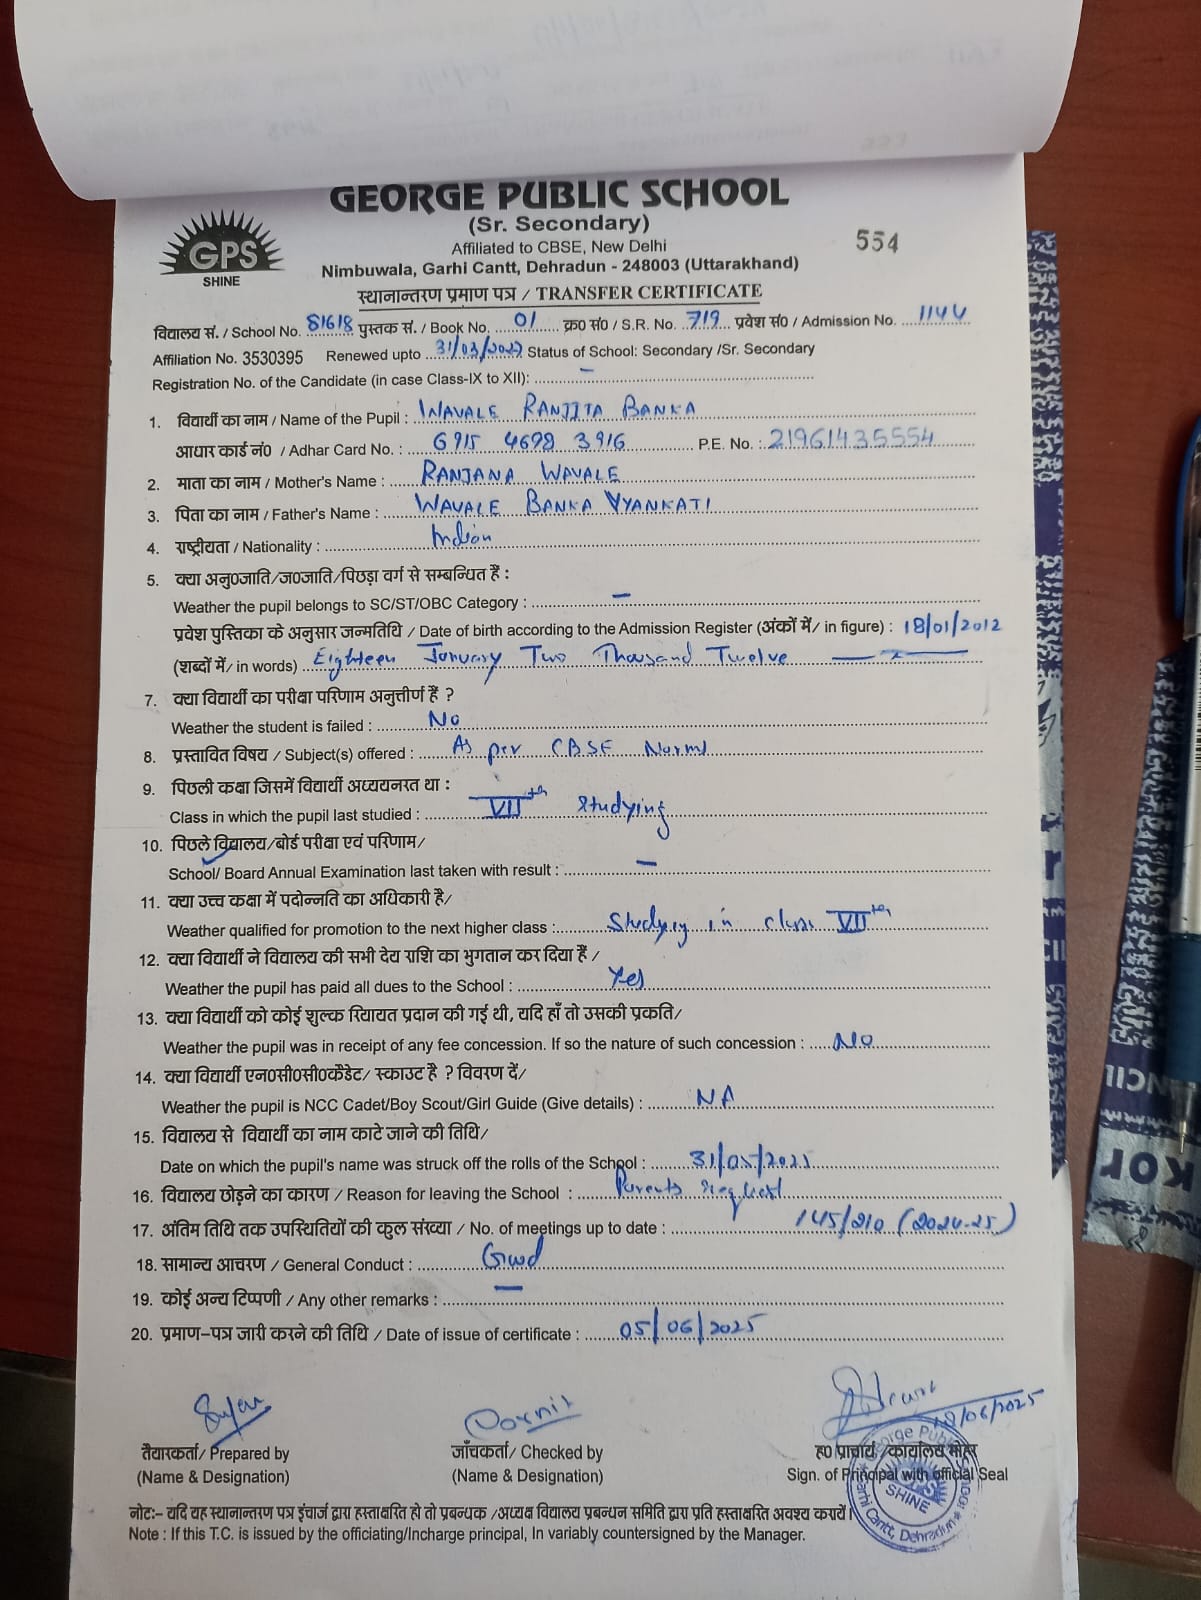 GEORGE PUBLIC SCHOOL
(Sr. Secondary)
GPS
SHINE
Affiliated to CBSE, New Delhi
554
Nimbuwala, Garhi Cantt, Dehradun - 248003 (Uttarakhand)
स्थानान्तरण प्रमाण पत्र / TRANSFER CERTIFICATE
विद्यालय सं. / School No. 81618 पुस्तक सं. / Book No. 01 क्र0 सं0 / S.R. No. 719 प्रवेश सं0 / Admission No. 1144
Affiliation No. 3530395 Renewed upto 31/03/2027 Status of School: Secondary /Sr. Secondary
Registration No. of the Candidate (in case Class-IX to XII): –
1. विद्यार्थी का नाम / Name of the Pupil : WAVALE RANJITA BANKA
आधार कार्ड नं0 / Adhar Card No. : 6915 4698 3916 P.E. No. : 21961435554
2. माता का नाम / Mother's Name : RANJANA WAVALE
3. पिता का नाम / Father's Name : WAVALE BANKA VYANKATI
4. राष्ट्रीयता / Nationality : Indian
5. क्या अनु0जाति/ज0जाति/पिछड़ा वर्ग से सम्बन्धित हैं :
Weather the pupil belongs to SC/ST/OBC Category : –
प्रवेश पुस्तिका के अनुसार जन्मतिथि / Date of birth according to the Admission Register (अंकों में/ in figure) : 18/01/2012
(शब्दों में/ in words) Eighteen January Two Thousand Twelve
7. क्या विद्यार्थी का परीक्षा परिणाम अनुत्तीर्ण हैं ?
Weather the student is failed : No
8. प्रस्तावित विषय / Subject(s) offered : As per CBSE Norms
9. पिछली कक्षा जिसमें विद्यार्थी अध्ययनरत था :
Class in which the pupil last studied : VIIth Studying
10. पिछले विद्यालय/बोर्ड परीक्षा एवं परिणाम/
School/ Board Annual Examination last taken with result : –
11. क्या उच्च कक्षा में पदोन्नति का अधिकारी है/
Weather qualified for promotion to the next higher class : Studying in class VIIth
12. क्या विद्यार्थी ने विद्यालय की सभी देय राशि का भुगतान कर दिया हैं /
Weather the pupil has paid all dues to the School : Yes
13. क्या विद्यार्थी को कोई शुल्क रियायत प्रदान की गई थी, यदि हाँ तो उसकी प्रकति/
Weather the pupil was in receipt of any fee concession. If so the nature of such concession : No
14. क्या विद्यार्थी एन0सी0सी0कैडेट/ स्काउट है ? विवरण दें/
Weather the pupil is NCC Cadet/Boy Scout/Girl Guide (Give details) : NA
15. विद्यालय से विद्यार्थी का नाम काटे जाने की तिथि/
Date on which the pupil's name was struck off the rolls of the School : 31/05/2025
16. विद्यालय छोड़ने का कारण / Reason for leaving the School : Parents request
17. अंतिम तिथि तक उपस्थितियों की कुल संख्या / No. of meetings up to date : 145/210 (2024-25)
18. सामान्य आचरण / General Conduct : Good
19. कोई अन्य टिप्पणी / Any other remarks : –
20. प्रमाण-पत्र जारी करने की तिथि / Date of issue of certificate : 05/06/2025
18/06/2025
तैयारकर्ता/ Prepared by जाँचकर्ता/ Checked by ह0 प्राचार्य/ कार्यालय मोहर
(Name & Designation) (Name & Designation) Sign. of Principal with official Seal
George Public School
GPS
SHINE
Garhi Cantt, Dehradun
नोट:- यदि यह स्थानान्तरण पत्र इंचार्ज द्वारा हस्ताक्षरित हो तो प्रबन्धक /अध्यक्ष विद्यालय प्रबन्धन समिति द्वारा प्रति हस्ताक्षरित अवश्य करायें।
Note : If this T.C. is issued by the officiating/Incharge principal, In variably countersigned by the Manager.